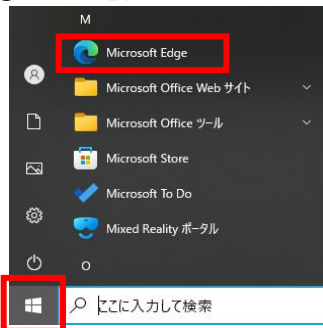 M
Microsoft Edge
Microsoft Office Web サイト
Microsoft Office ツール
Microsoft Store
Microsoft To Do
Mixed Reality ポータル
O
ここに入力して検索